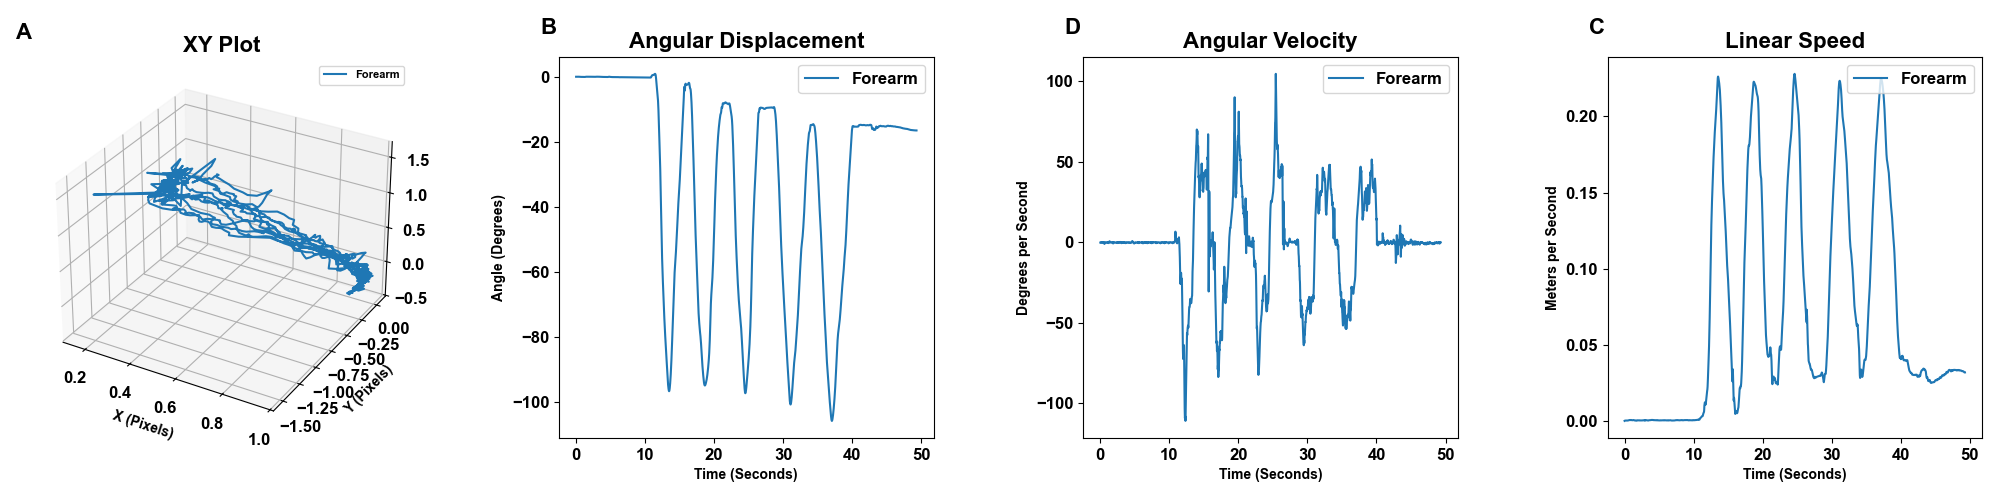 A
XY Plot
Forearm
1.5
1.0
0.5
0.0
−0.5
0.00
−0.25
−0.50
−0.75
−1.00
−1.25
−1.50
Y (Pixels)
0.2
0.4
0.6
0.8
1.0
X (Pixels)
B
Angular Displacement
Forearm
0
−20
−40
−60
−80
−100
Angle (Degrees)
0 10 20 30 40 50
Time (Seconds)
D
Angular Velocity
Forearm
100
50
0
−50
−100
Degrees per Second
0 10 20 30 40 50
Time (Seconds)
C
Linear Speed
Forearm
0.20
0.15
0.10
0.05
0.00
Meters per Second
0 10 20 30 40 50
Time (Seconds)